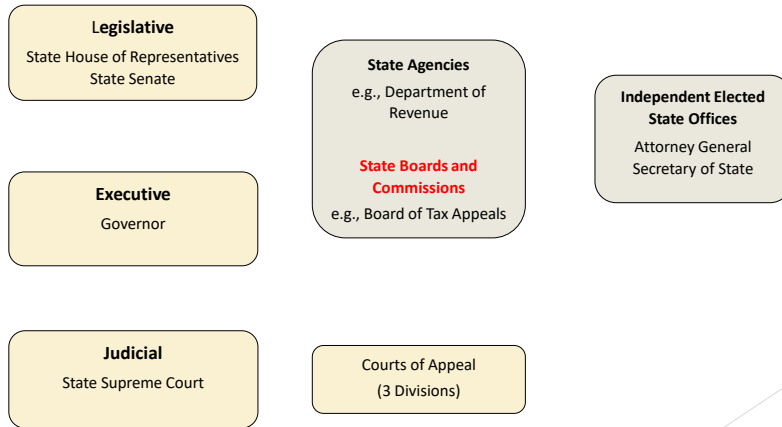 Legislative
State House of Representatives
State Senate
State Agencies
e.g., Department of
Revenue
State Boards and
Commissions
e.g., Board of Tax Appeals
Independent Elected
State Offices
Attorney General
Secretary of State
Executive
Governor
Judicial
State Supreme Court
Courts of Appeal
(3 Divisions)